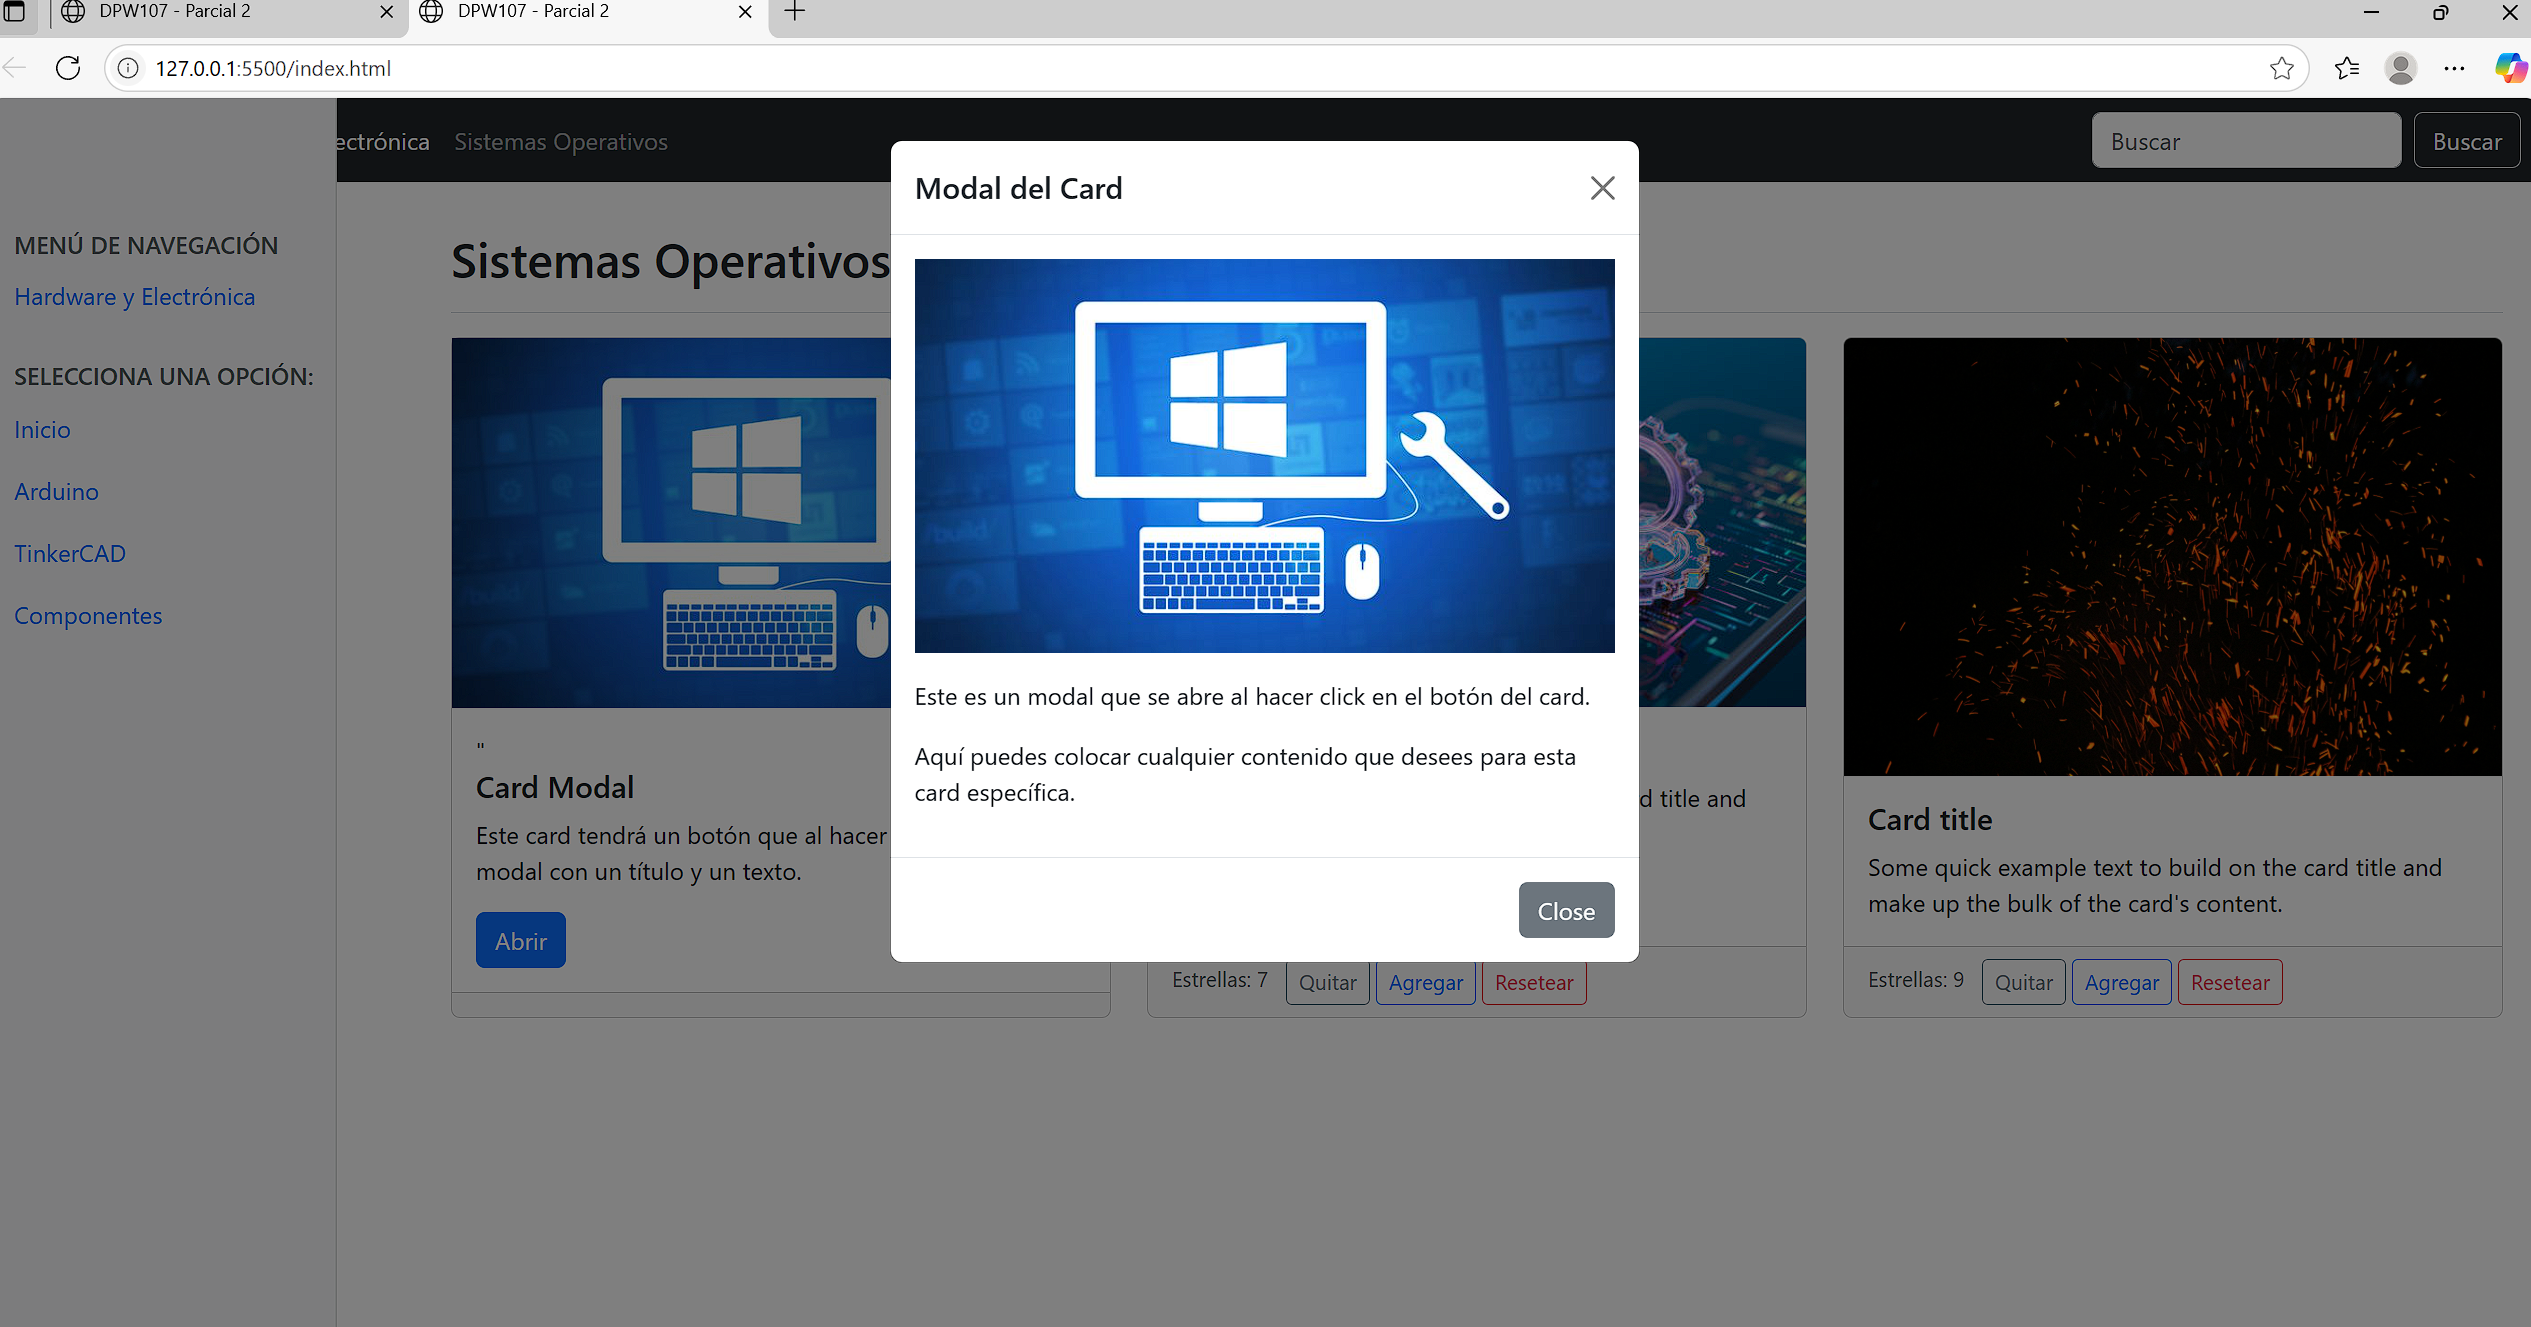 DPW107 - Parcial 2
DPW107 - Parcial 2
127.0.0.1:5500/index.html
ectrónica
Sistemas Operativos
Buscar
Buscar
MENÚ DE NAVEGACIÓN
Hardware y Electrónica
SELECCIONA UNA OPCIÓN:
Inicio
Arduino
TinkerCAD
Componentes
Sistemas Operativos
"
Card Modal
Este card tendrá un botón que al hacer
modal con un título y un texto.
Abrir
Modal del Card
Este es un modal que se abre al hacer click en el botón del card.
Aquí puedes colocar cualquier contenido que desees para esta
card específica.
Close
d title and
Estrellas: 7
Quitar
Agregar
Resetear
Card title
Some quick example text to build on the card title and
make up the bulk of the card's content.
Estrellas: 9
Quitar
Agregar
Resetear